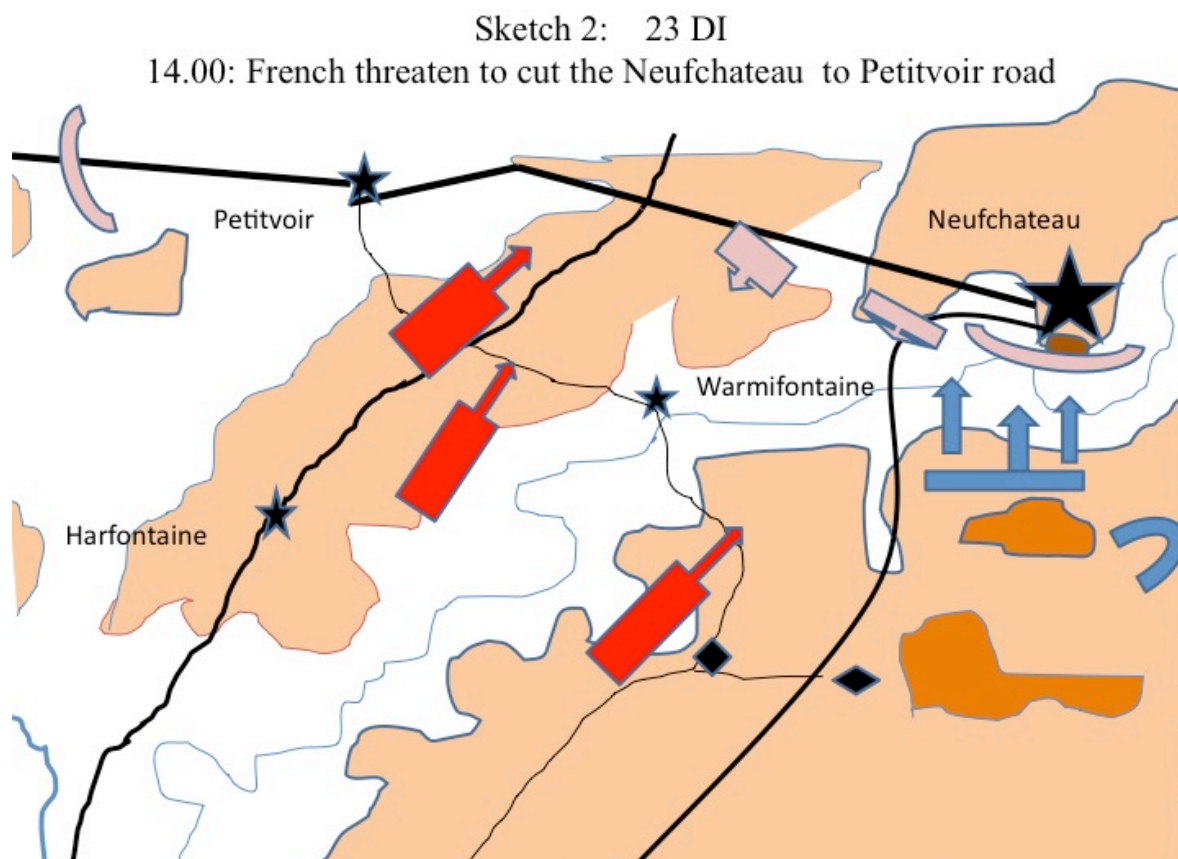 Sketch 2: 23 DI
14.00: French threaten to cut the Neufchateau to Petitvoir road
Petitvoir
Neufchateau
Warmifontaine
Harfontaine